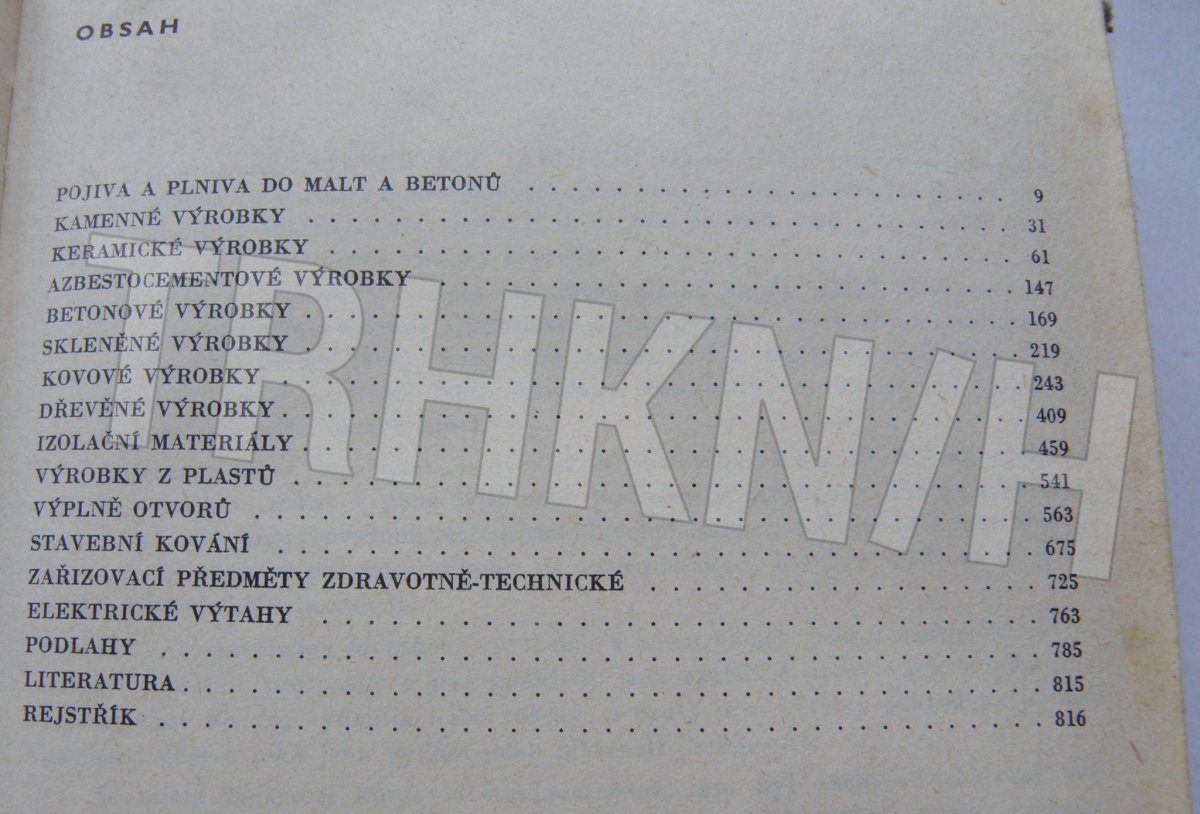 OBSAH
POJIVA A PLNIVA DO MALT A BETONŮ . . . . . . . . . . . . . . . . . . . . . . . . . 9
KAMENNÉ VÝROBKY . . . . . . . . . . . . . . . . . . . . . . . . . . . . . . . . . . . . 31
KERAMICKÉ VÝROBKY . . . . . . . . . . . . . . . . . . . . . . . . . . . . . . . . . . . 61
AZBESTOCEMENTOVÉ VÝROBKY . . . . . . . . . . . . . . . . . . . . . . . . . . . . . 147
BETONOVÉ VÝROBKY . . . . . . . . . . . . . . . . . . . . . . . . . . . . . . . . . . . . 169
SKLENĚNÉ VÝROBKY . . . . . . . . . . . . . . . . . . . . . . . . . . . . . . . . . . . . 219
KOVOVÉ VÝROBKY . . . . . . . . . . . . . . . . . . . . . . . . . . . . . . . . . . . . . 243
DŘEVĚNÉ VÝROBKY . . . . . . . . . . . . . . . . . . . . . . . . . . . . . . . . . . . . . 409
IZOLAČNÍ MATERIÁLY . . . . . . . . . . . . . . . . . . . . . . . . . . . . . . . . . . . . 459
VÝROBKY Z PLASTŮ . . . . . . . . . . . . . . . . . . . . . . . . . . . . . . . . . . . . . 541
VÝPLNĚ OTVORŮ . . . . . . . . . . . . . . . . . . . . . . . . . . . . . . . . . . . . . . . 563
STAVEBNÍ KOVÁNÍ . . . . . . . . . . . . . . . . . . . . . . . . . . . . . . . . . . . . . . 675
ZAŘIZOVACÍ PŘEDMĚTY ZDRAVOTNĚ-TECHNICKÉ . . . . . . . . . . . . . . . . . . . . 725
ELEKTRICKÉ VÝTAHY . . . . . . . . . . . . . . . . . . . . . . . . . . . . . . . . . . . . 763
PODLAHY . . . . . . . . . . . . . . . . . . . . . . . . . . . . . . . . . . . . . . . . . . . . 785
LITERATURA . . . . . . . . . . . . . . . . . . . . . . . . . . . . . . . . . . . . . . . . . . . 815
REJSTŘÍK . . . . . . . . . . . . . . . . . . . . . . . . . . . . . . . . . . . . . . . . . . . . 816
TRHKNIH